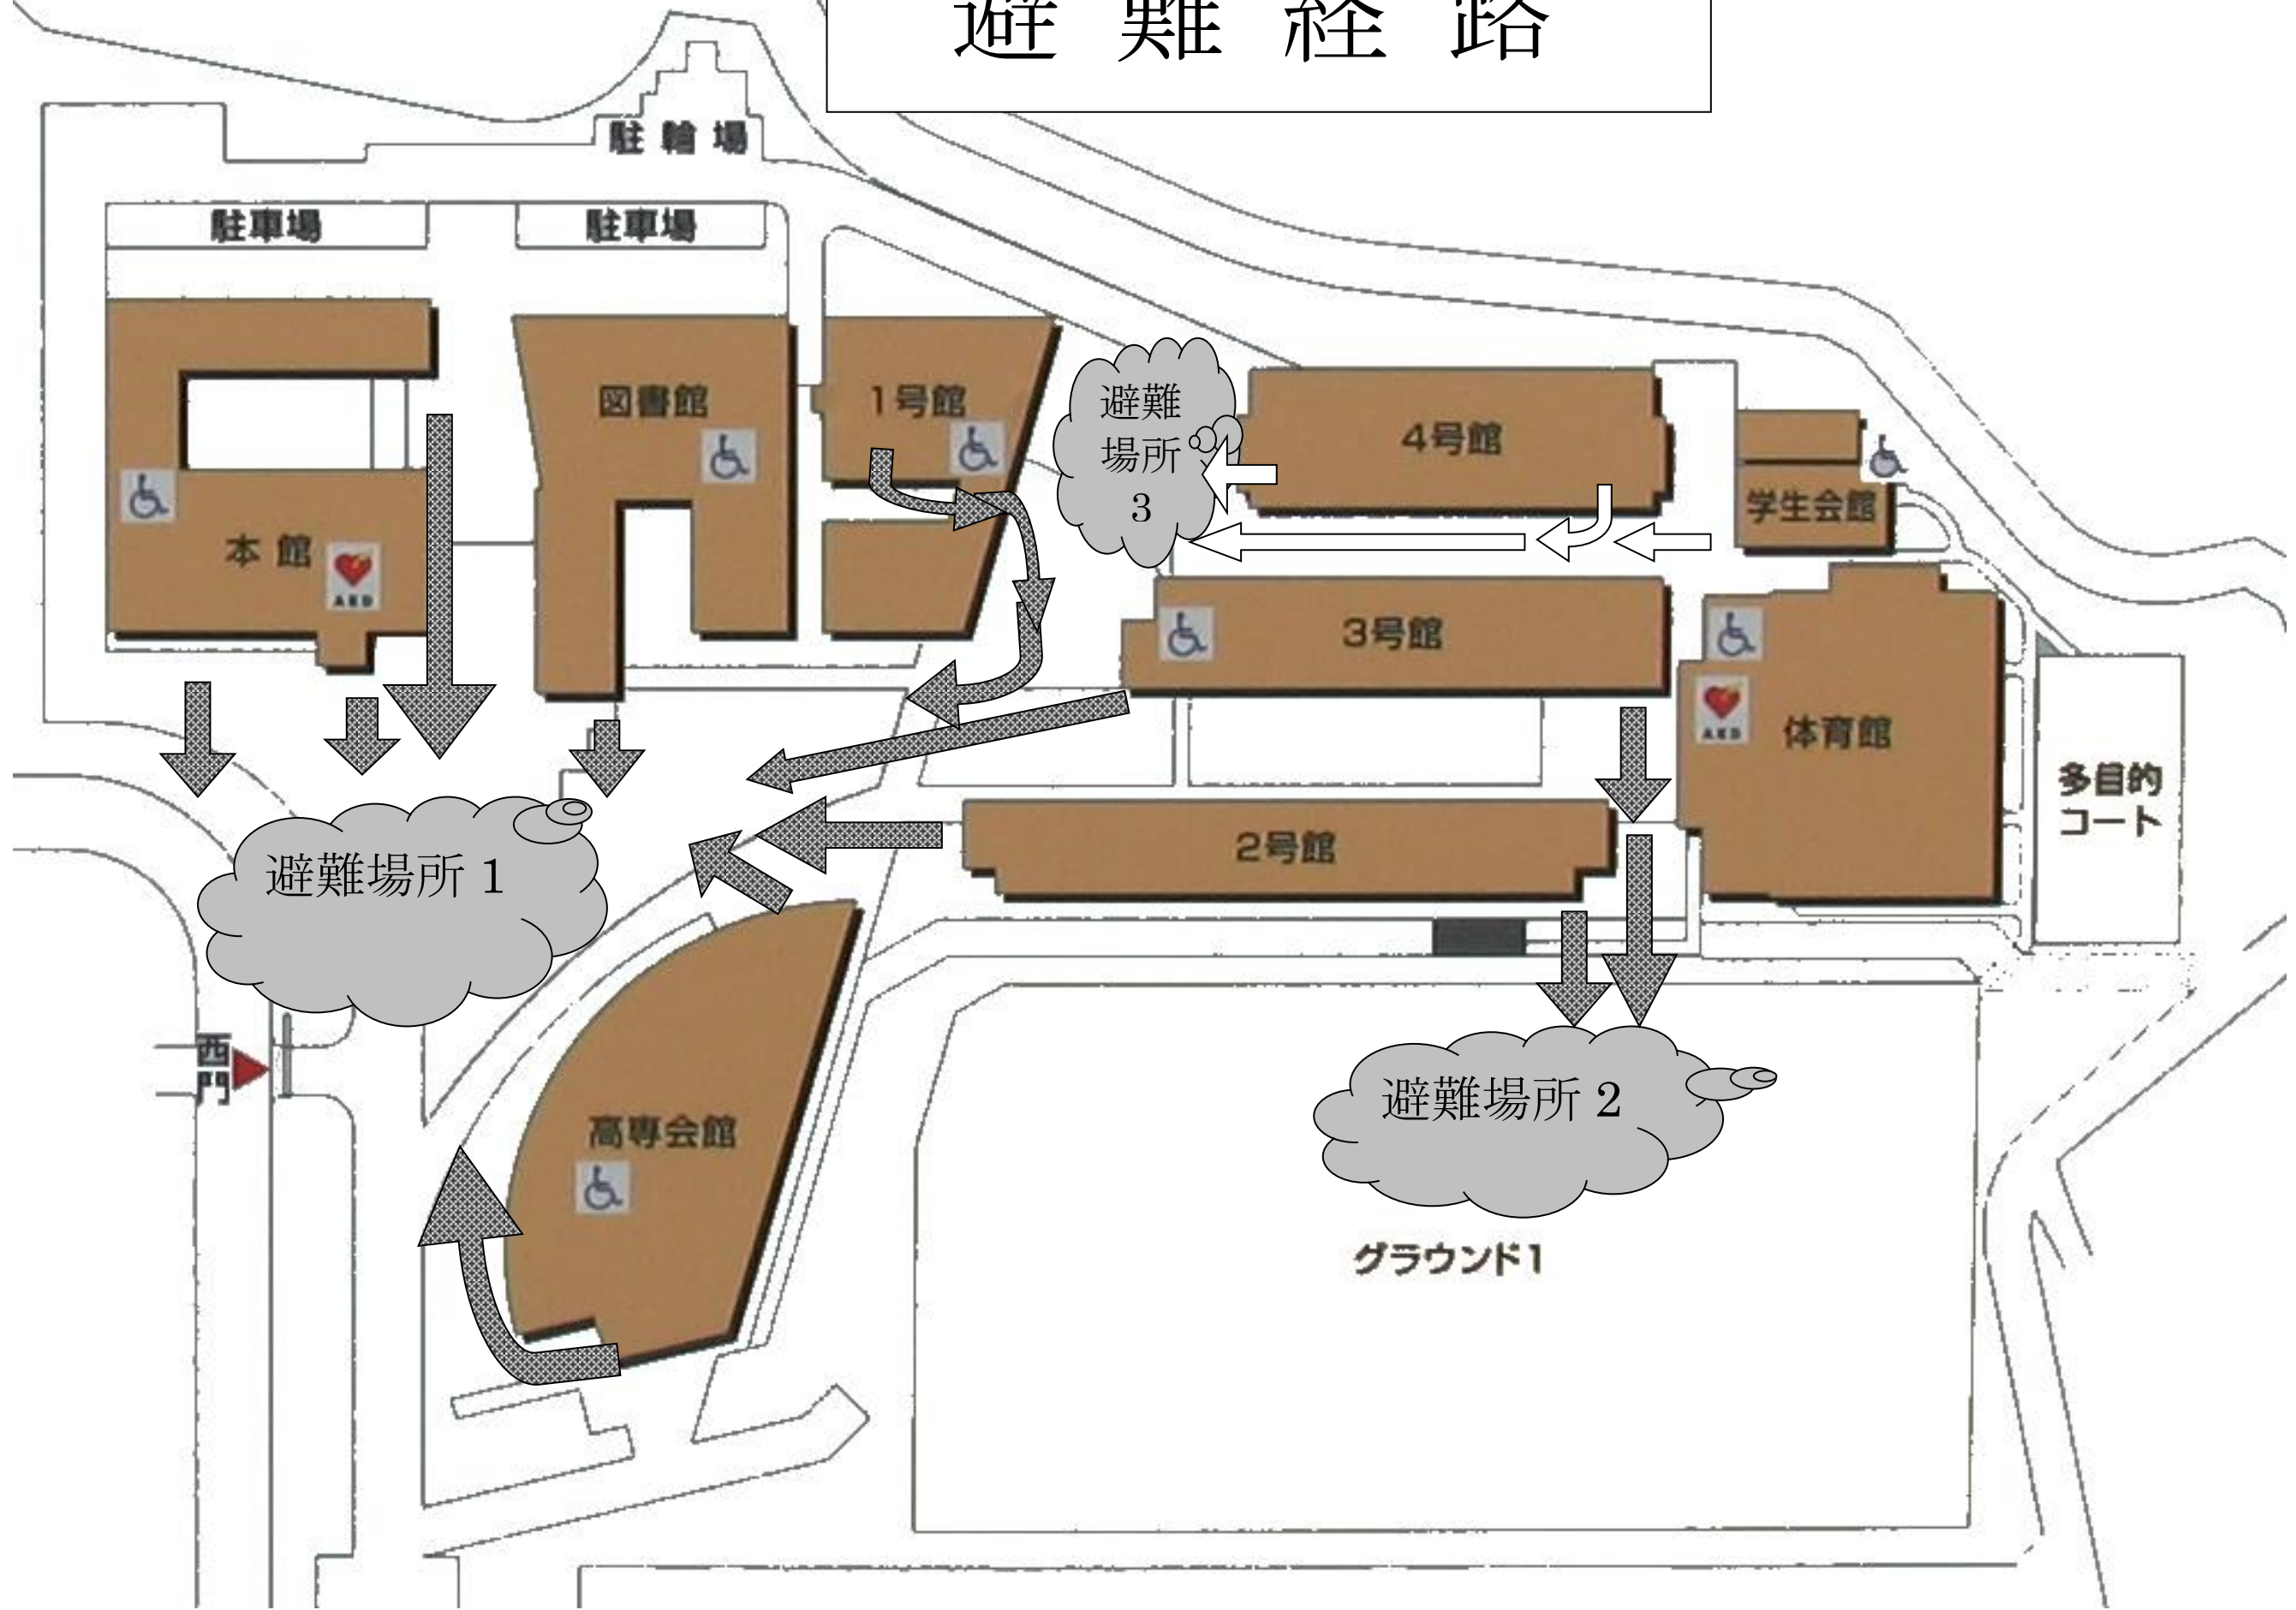 避難経路
駐輪場
駐車場
駐車場
図書館
1号館
避難
場所
3
4号館
学生会館
本館
AED
3号館
AED
体育館
多目的
コート
2号館
避難場所1
西門
避難場所2
高専会館
グラウンド1